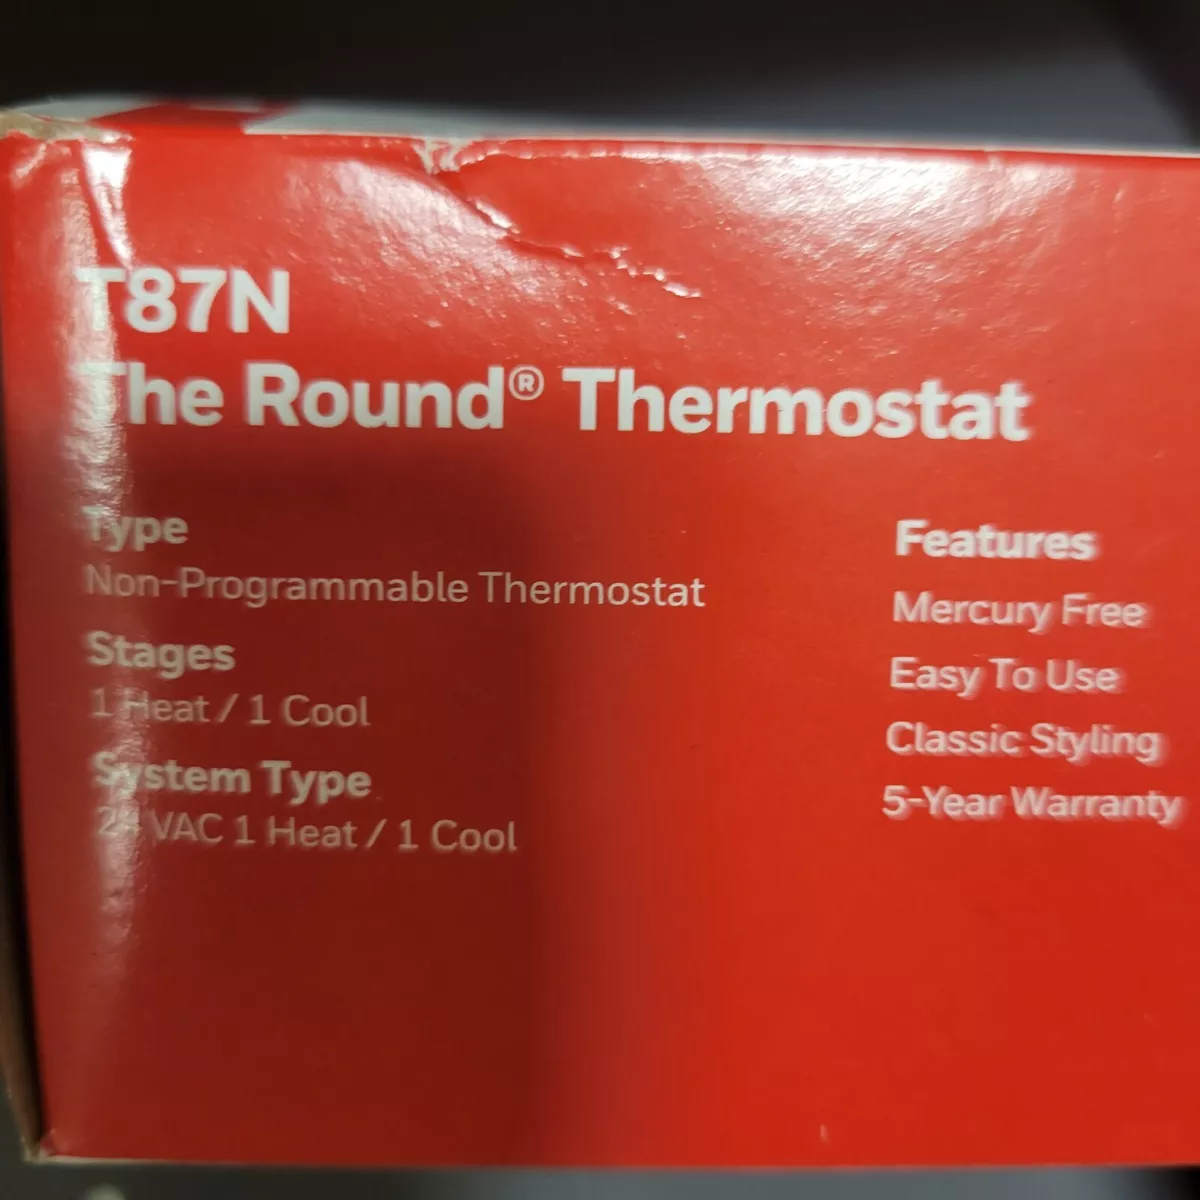 T87N
The Round® Thermostat
Type
Non-Programmable Thermostat
Stages
1 Heat / 1 Cool
System Type
24 VAC 1 Heat / 1 Cool
Features
Mercury Free
Easy To Use
Classic Styling
5-Year Warranty